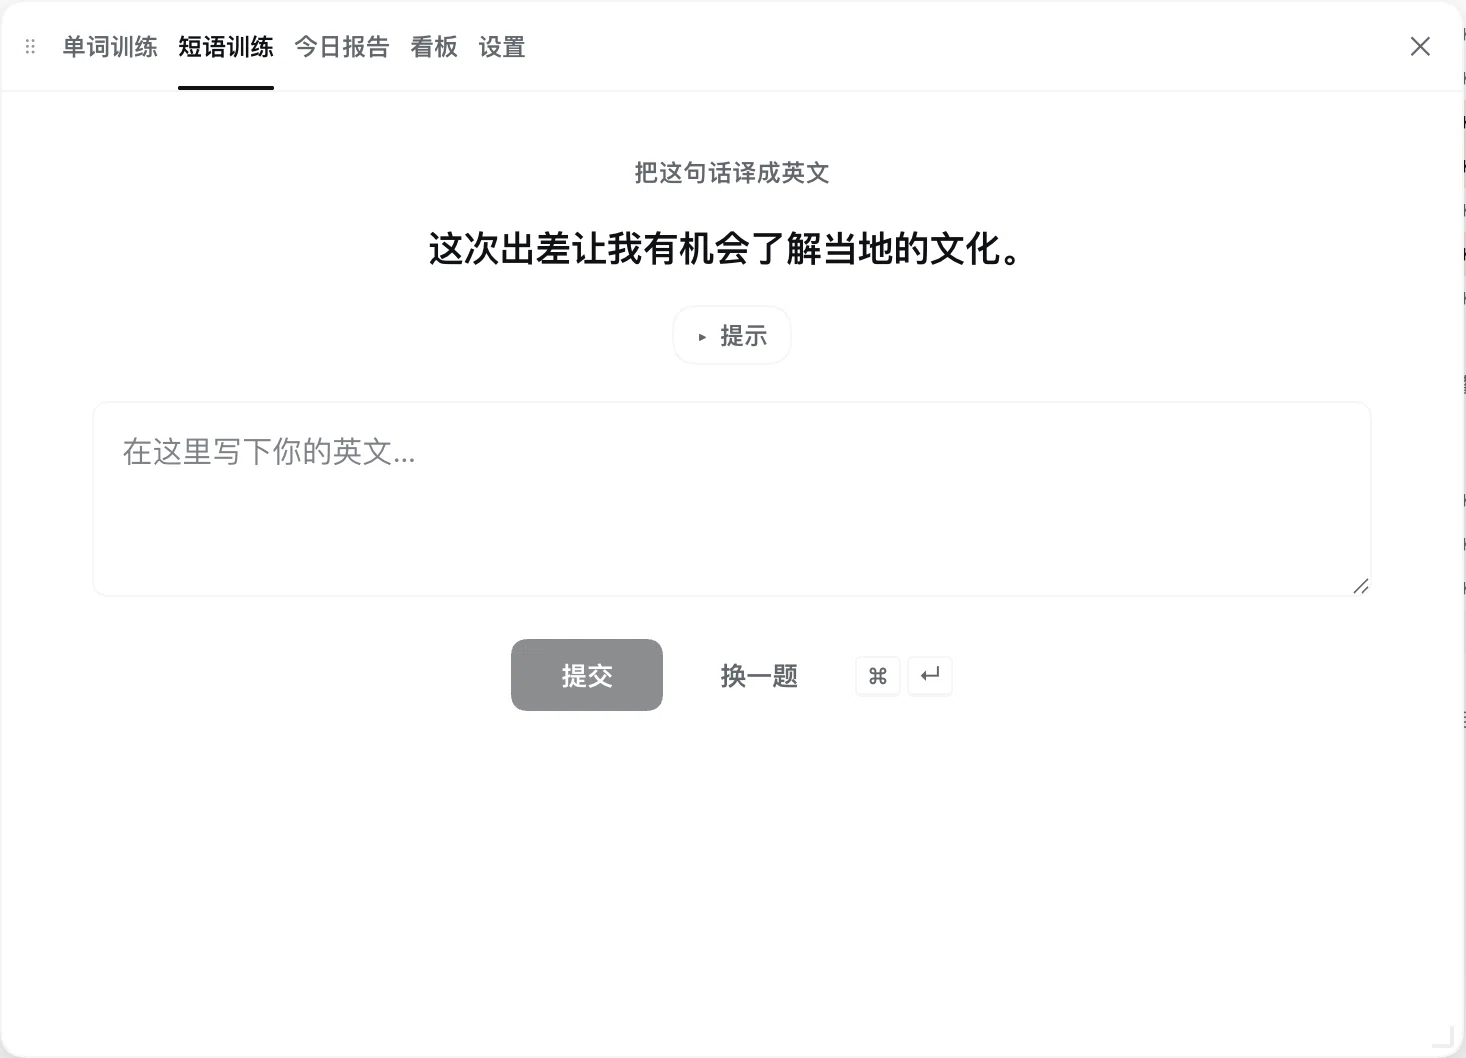 单词训练 短语训练 今日报告 看板 设置
把这句话译成英文
这次出差让我有机会了解当地的文化。
▸ 提示
在这里写下你的英文...
提交 换一题 ⌘ ↵